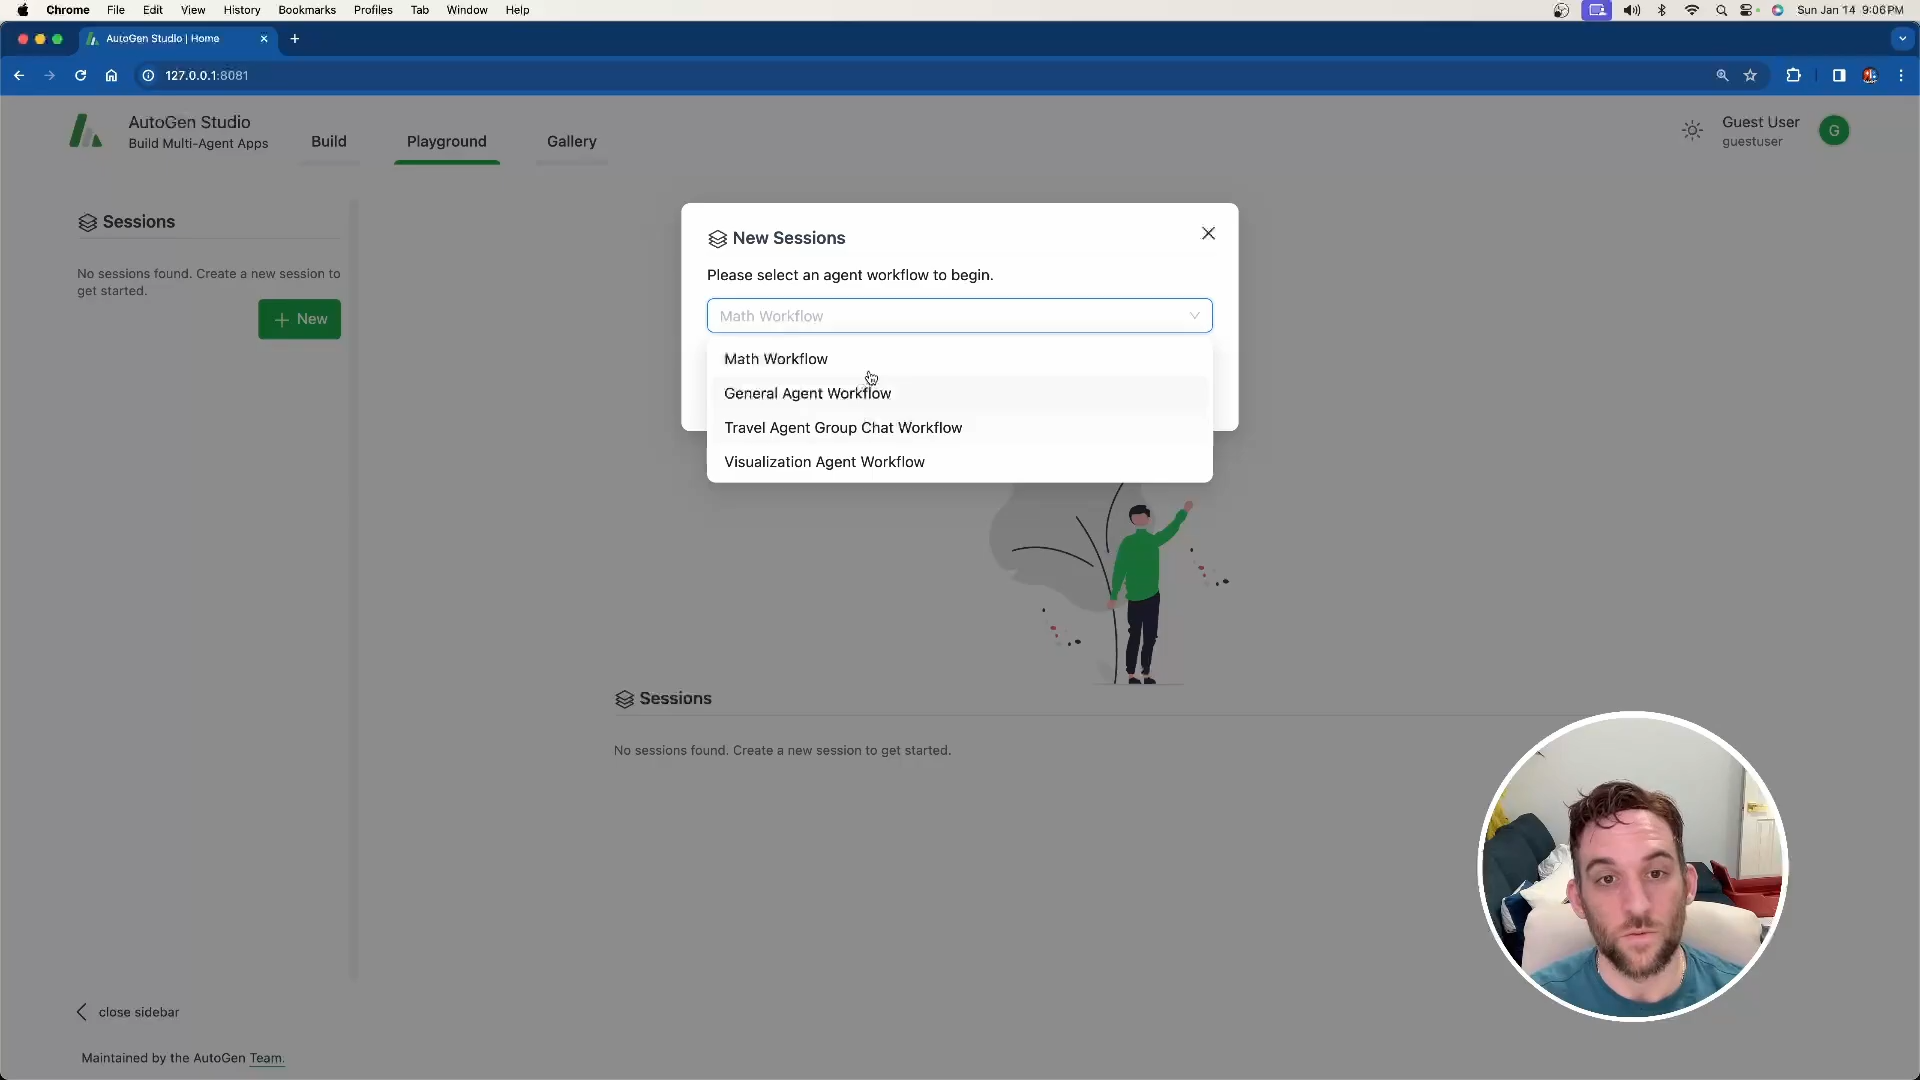 Chrome File Edit View History Bookmarks Profiles Tab Window Help Sun Jan 14 9:06 PM
AutoGen Studio | Home
127.0.0.1:8081
AutoGen Studio
Build Multi-Agent Apps
Build
Playground
Gallery
Guest User
guestuser
G
Sessions
No sessions found. Create a new session to
get started.
New
New Sessions
Please select an agent workflow to begin.
Math Workflow
Math Workflow
General Agent Workflow
Travel Agent Group Chat Workflow
Visualization Agent Workflow
Sessions
No sessions found. Create a new session to get started.
close sidebar
Maintained by the AutoGen Team.